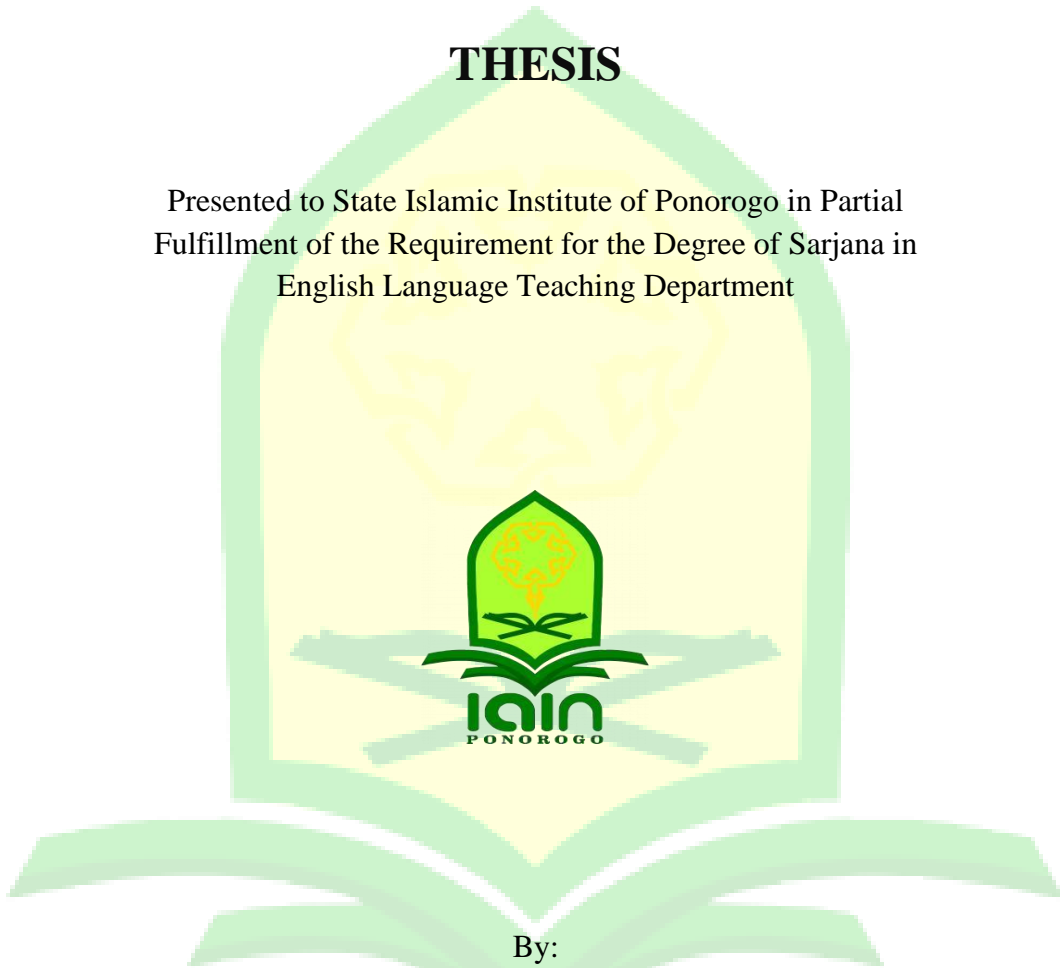 THESIS
Presented to State Islamic Institute of Ponorogo in Partial
Fulfillment of the Requirement for the Degree of Sarjana in
English Language Teaching Department
iain
PONOROGO
By: